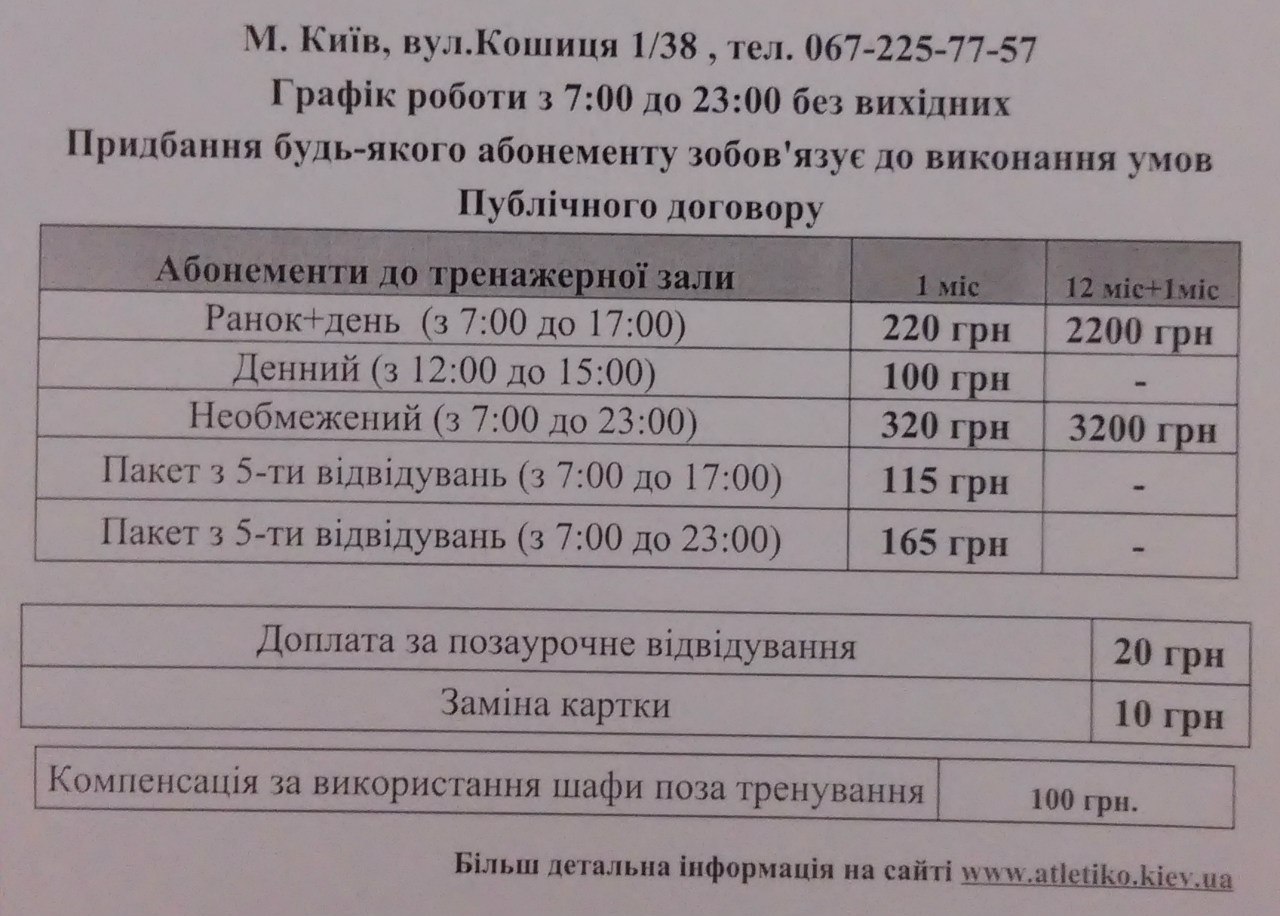 М. Київ, вул.Кошиця 1/38 , тел. 067-225-77-57
Графік роботи з 7:00 до 23:00 без вихідних
Придбання будь-якого абонементу зобов'язує до виконання умов
Публічного договору
Абонементи до тренажерної зали 1 міс 12 міс+1міс
Ранок+день (з 7:00 до 17:00) 220 грн 2200 грн
Денний (з 12:00 до 15:00) 100 грн -
Необмежений (з 7:00 до 23:00) 320 грн 3200 грн
Пакет з 5-ти відвідувань (з 7:00 до 17:00) 115 грн -
Пакет з 5-ти відвідувань (з 7:00 до 23:00) 165 грн -
Доплата за позаурочне відвідування 20 грн
Заміна картки 10 грн
Компенсація за використання шафи поза тренування 100 грн.
Більш детальна інформація на сайті www.atletiko.kiev.ua